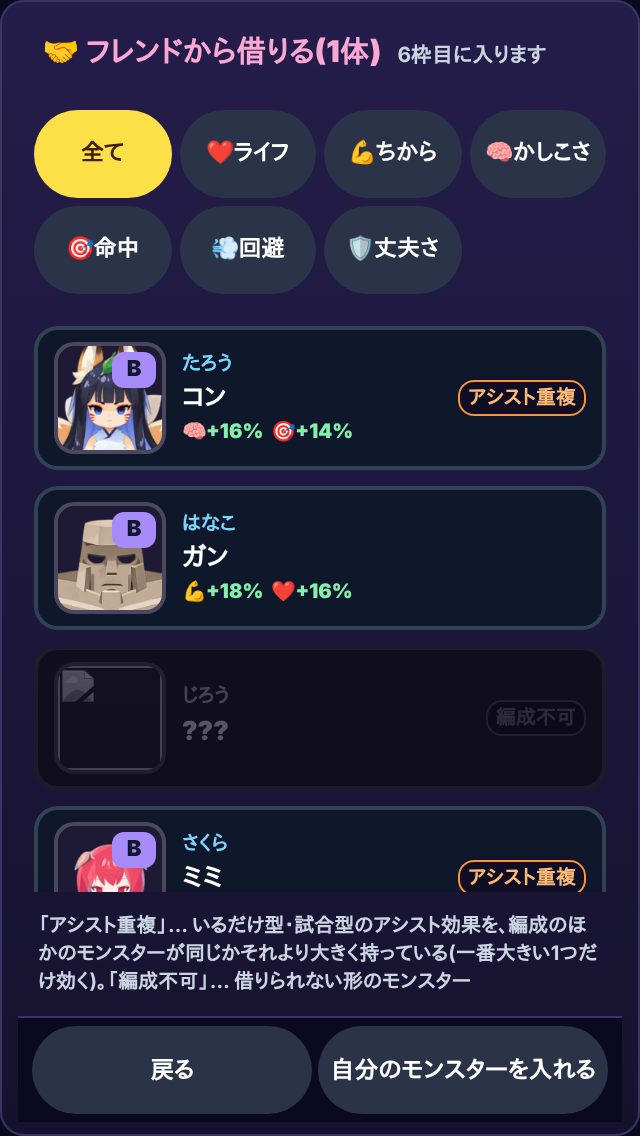 🤝 フレンドから借りる(1体) 6枠目に入ります
全て ❤️ライフ 💪ちから 🧠かしこさ
🎯命中 💨回避 🛡️丈夫さ
B
たろう
コン
アシスト重複
🧠+16% 🎯+14%
B
はなこ
ガン
💪+18% ❤️+16%
じろう
???
編成不可
B
さくら
ミミ
アシスト重複
「アシスト重複」… いるだけ型・試合型のアシスト効果を、編成のほ
かのモンスターが同じかそれより大きく持っている(一番大きい1つだ
け効く)。「編成不可」… 借りられない形のモンスター
戻る 自分のモンスターを入れる